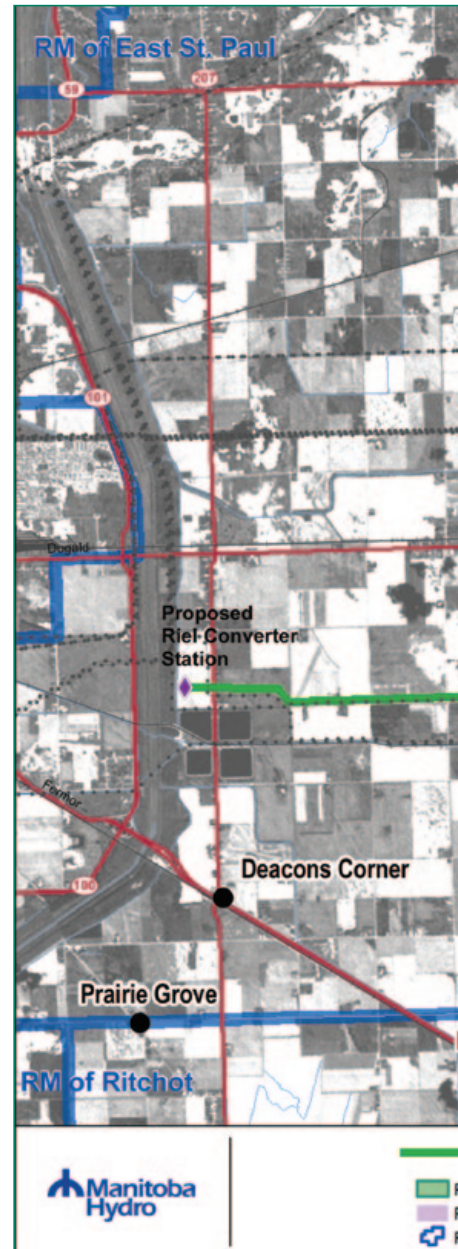 RM of East St. Paul
207
59
101
Dugald
Proposed
Riel Converter
Station
Fermor
Deacons Corner
100
Prairie Grove
RM of Ritchot
Manitoba
Hydro